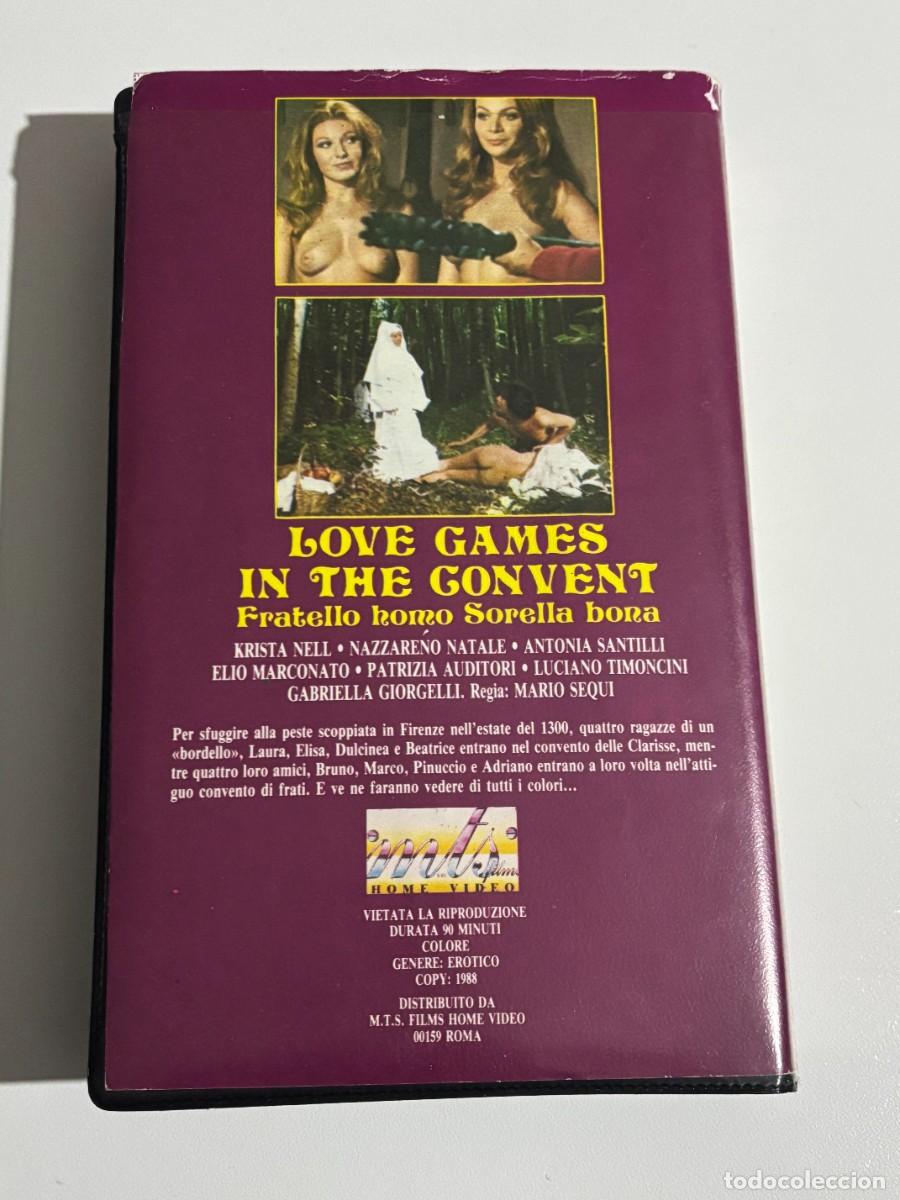 LOVE GAMES
IN THE CONVENT
Fratello homo Sorella bona
KRISTA NELL • NAZZARENO NATALE • ANTONIA SANTILLI
ELIO MARCONATO • PATRIZIA AUDITORI • LUCIANO TIMONCINI
GABRIELLA GIORGELLI. Regia: MARIO SEQUI
Per sfuggire alla peste scoppiata in Firenze nell'estate del 1300, quattro ragazze di un
«bordello», Laura, Elisa, Dulcinea e Beatrice entrano nel convento delle Clarisse, men-
tre quattro loro amici, Bruno, Marco, Pinuccio e Adriano entrano a loro volta nell'atti-
guo convento di frati. E ve ne faranno vedere di tutti i colori...
mts
film
HOME VIDEO
VIETATA LA RIPRODUZIONE
DURATA 90 MINUTI
COLORE
GENERE: EROTICO
COPY: 1988
DISTRIBUITO DA
M.T.S. FILMS HOME VIDEO
00159 ROMA
todocoleccion